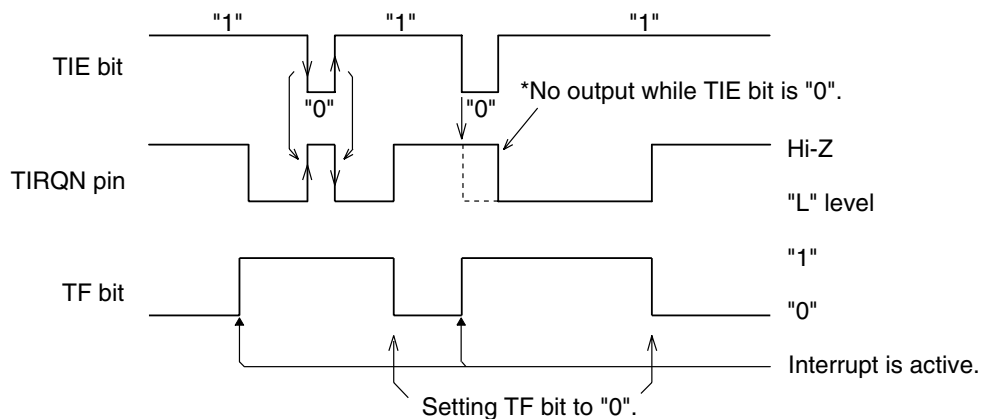 "1" "1" "1"
TIE bit
"0" "0" *No output while TIE bit is "0".
Hi-Z
TIRQN pin
"L" level
"1"
TF bit
"0"
Interrupt is active.
Setting TF bit to "0".